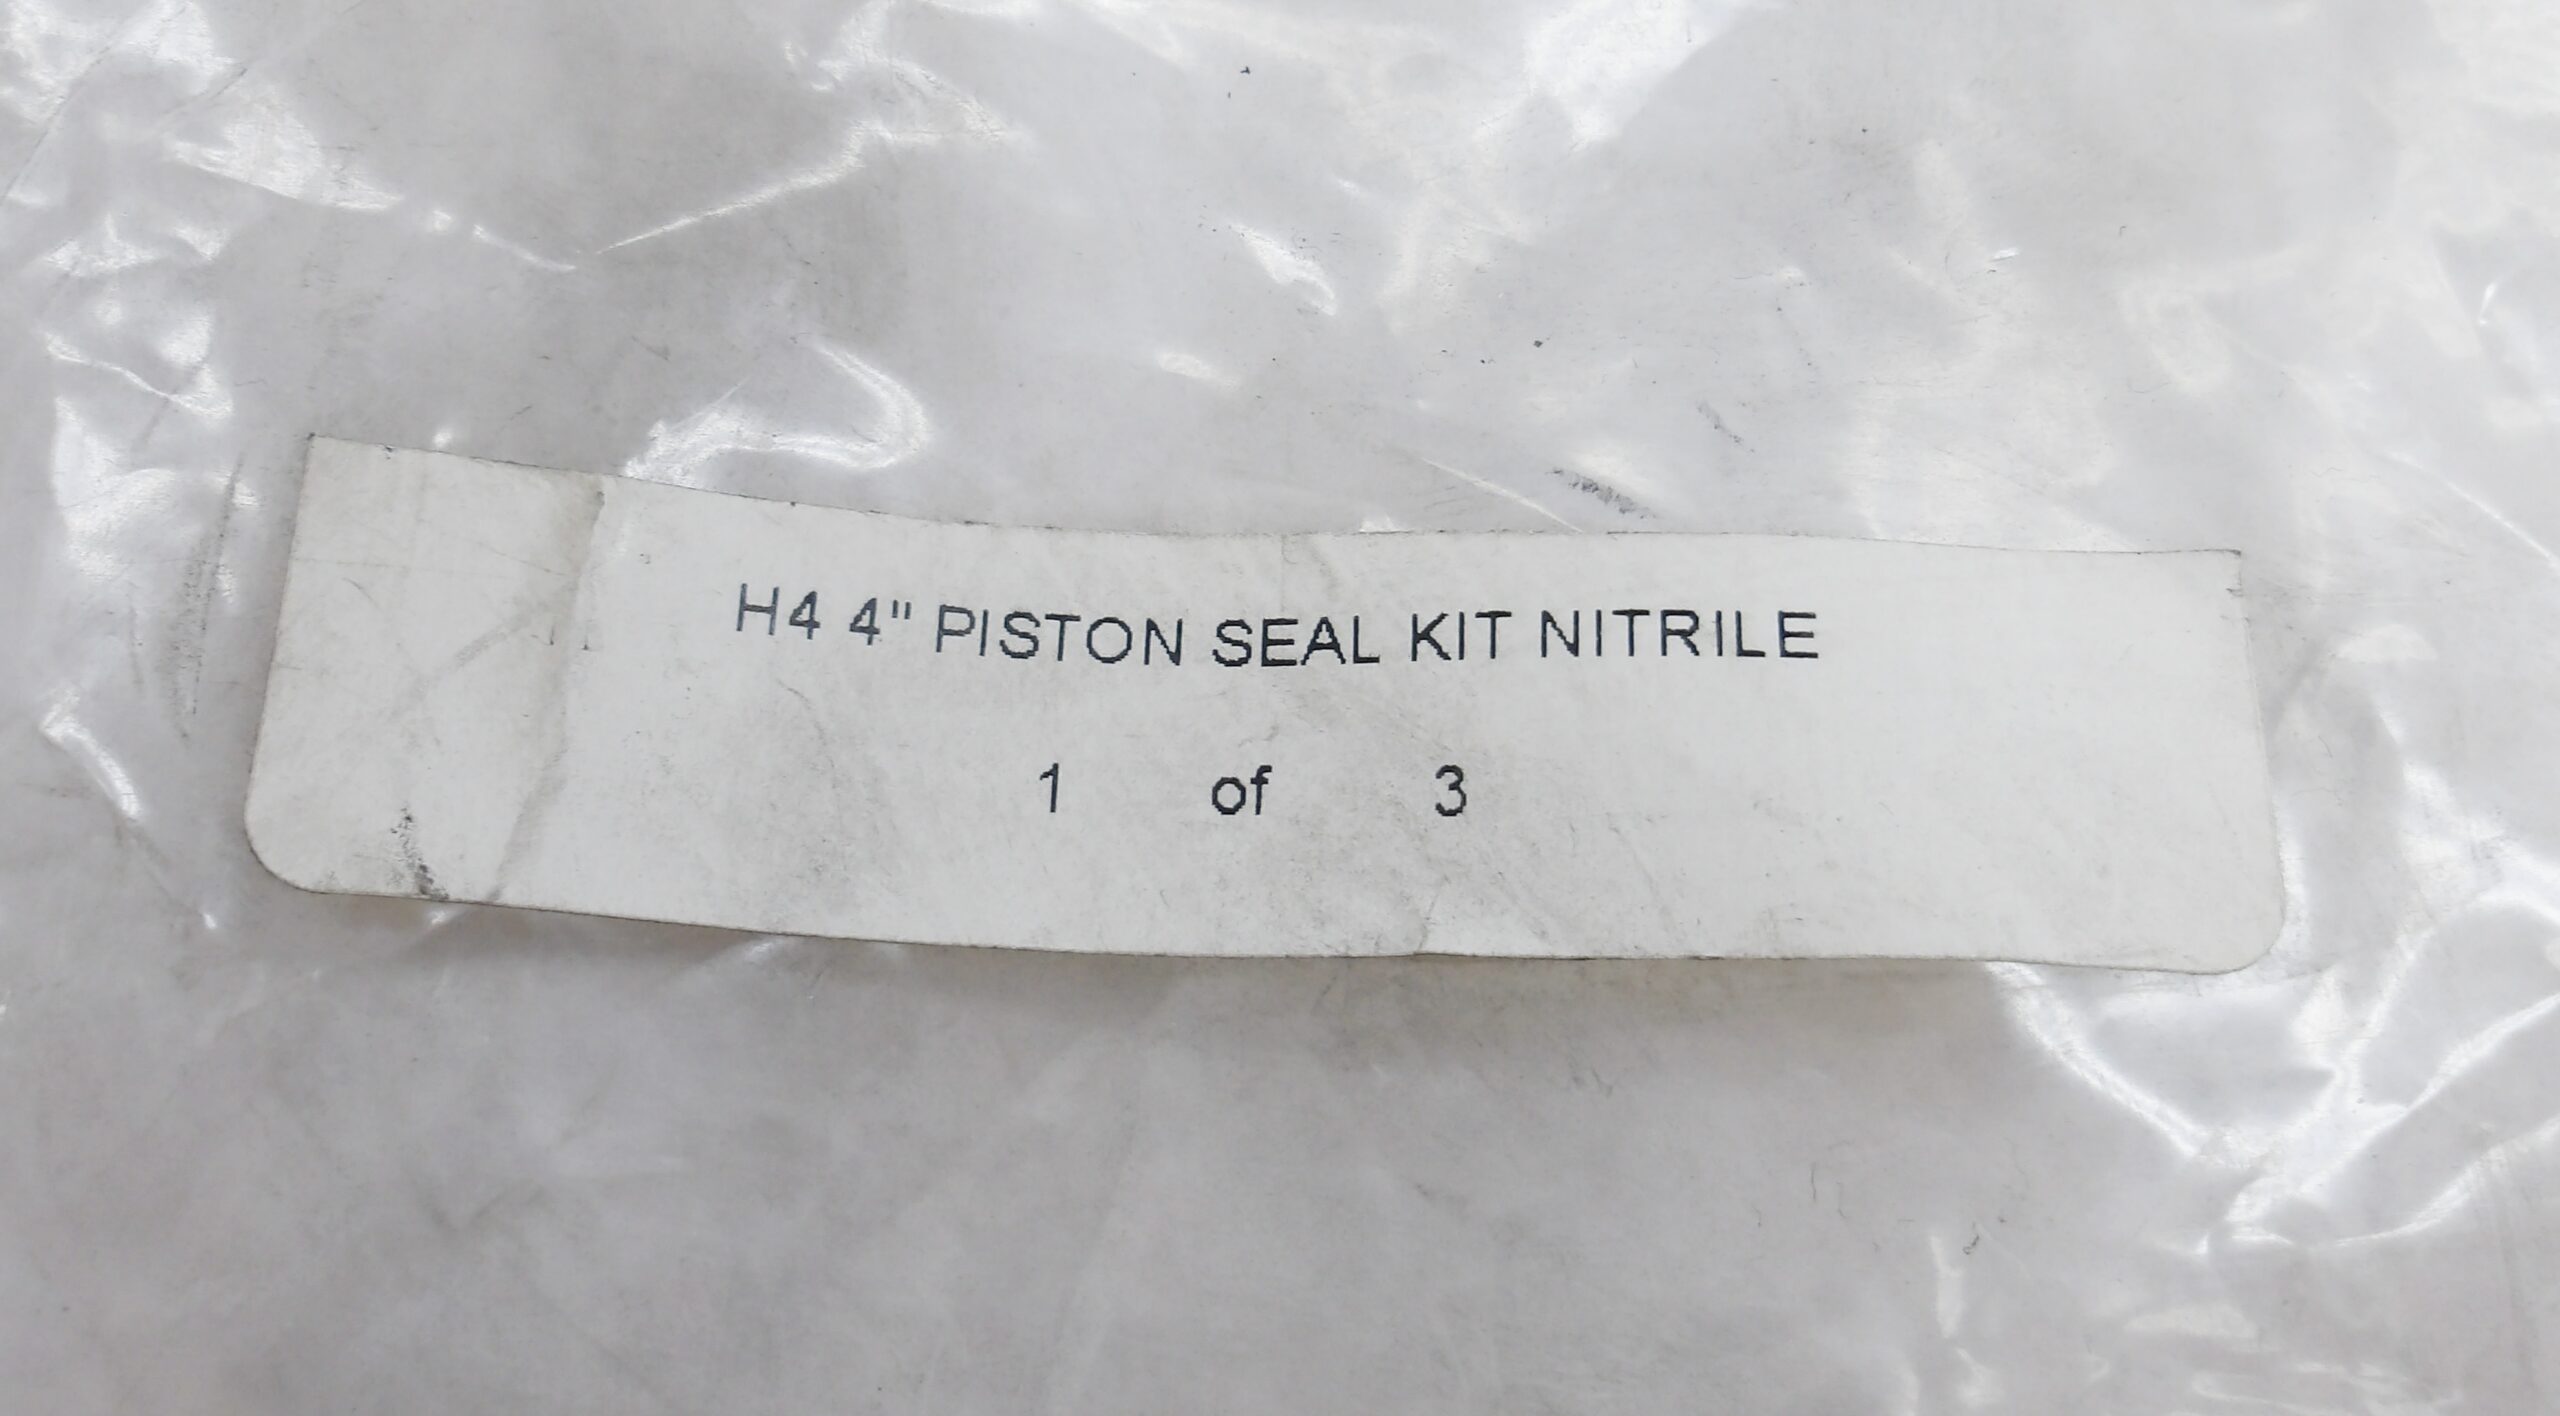 H4 4" PISTON SEAL KIT NITRILE
1 of 3